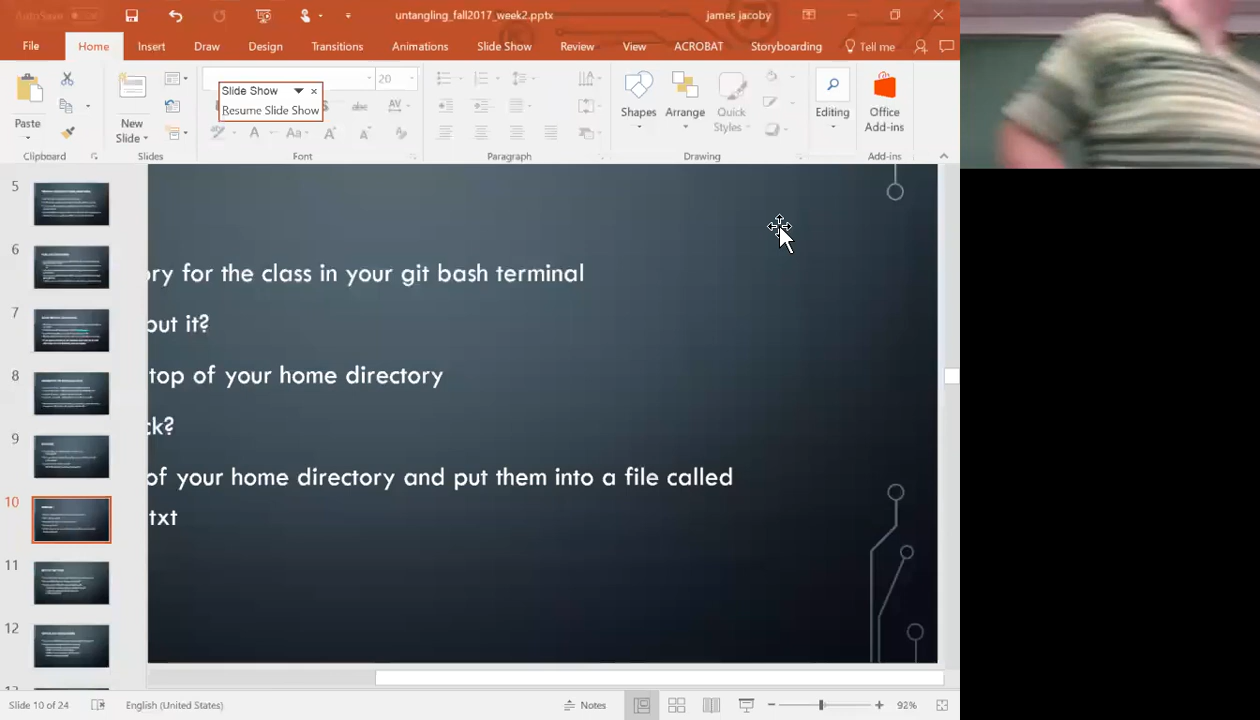 AutoSave
untangling_fall2017_week2.pptx
james jacoby
File Home Insert Draw Design Transitions Animations Slide Show Review View ACROBAT Storyboarding Tell me
Slide Show
Resume Slide Show
20
Paste
New
Slide
Shapes
Arrange
Quick
Styles
Editing
Office
Add-ins
abc
AV
A
Aa
A
A
Clipboard Slides Font Paragraph Drawing Add-ins
5
6
7
8
9
10
11
12
ory for the class in your git bash terminal
put it?
top of your home directory
ck?
of your home directory and put them into a file called
txt
Slide 10 of 24 English (United States) Notes 92%